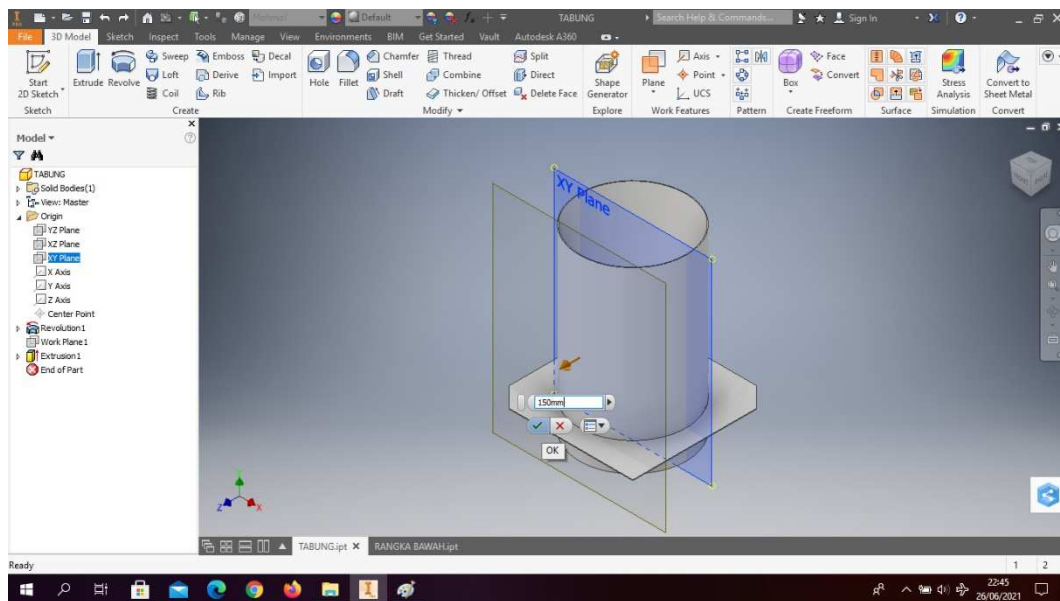 Material
Default
TABUNG
Search Help & Commands...
Sign In
File 3D Model Sketch Inspect Tools Manage View Environments BIM Get Started Vault Autodesk A360
Start
2D Sketch
Extrude
Revolve
Sweep
Loft
Coil
Emboss
Derive
Rib
Decal
Import
Hole
Fillet
Chamfer
Shell
Draft
Thread
Combine
Thicken/ Offset
Split
Direct
Delete Face
Shape
Generator
Plane
Axis
Point
UCS
Box
Face
Convert
Stress
Analysis
Convert to
Sheet Metal
Sketch Create Modify Explore Work Features Pattern Create Freeform Surface Simulation Convert
Model
TABUNG
Solid Bodies(1)
View: Master
Origin
YZ Plane
XZ Plane
XY Plane
X Axis
Y Axis
Z Axis
Center Point
Revolution1
Work Plane1
Extrusion1
End of Part
XY Plane
150mm
OK
Z
X
TABUNG.ipt RANGKA BAWAH.ipt
Ready
1 2
22:45
26/06/2021